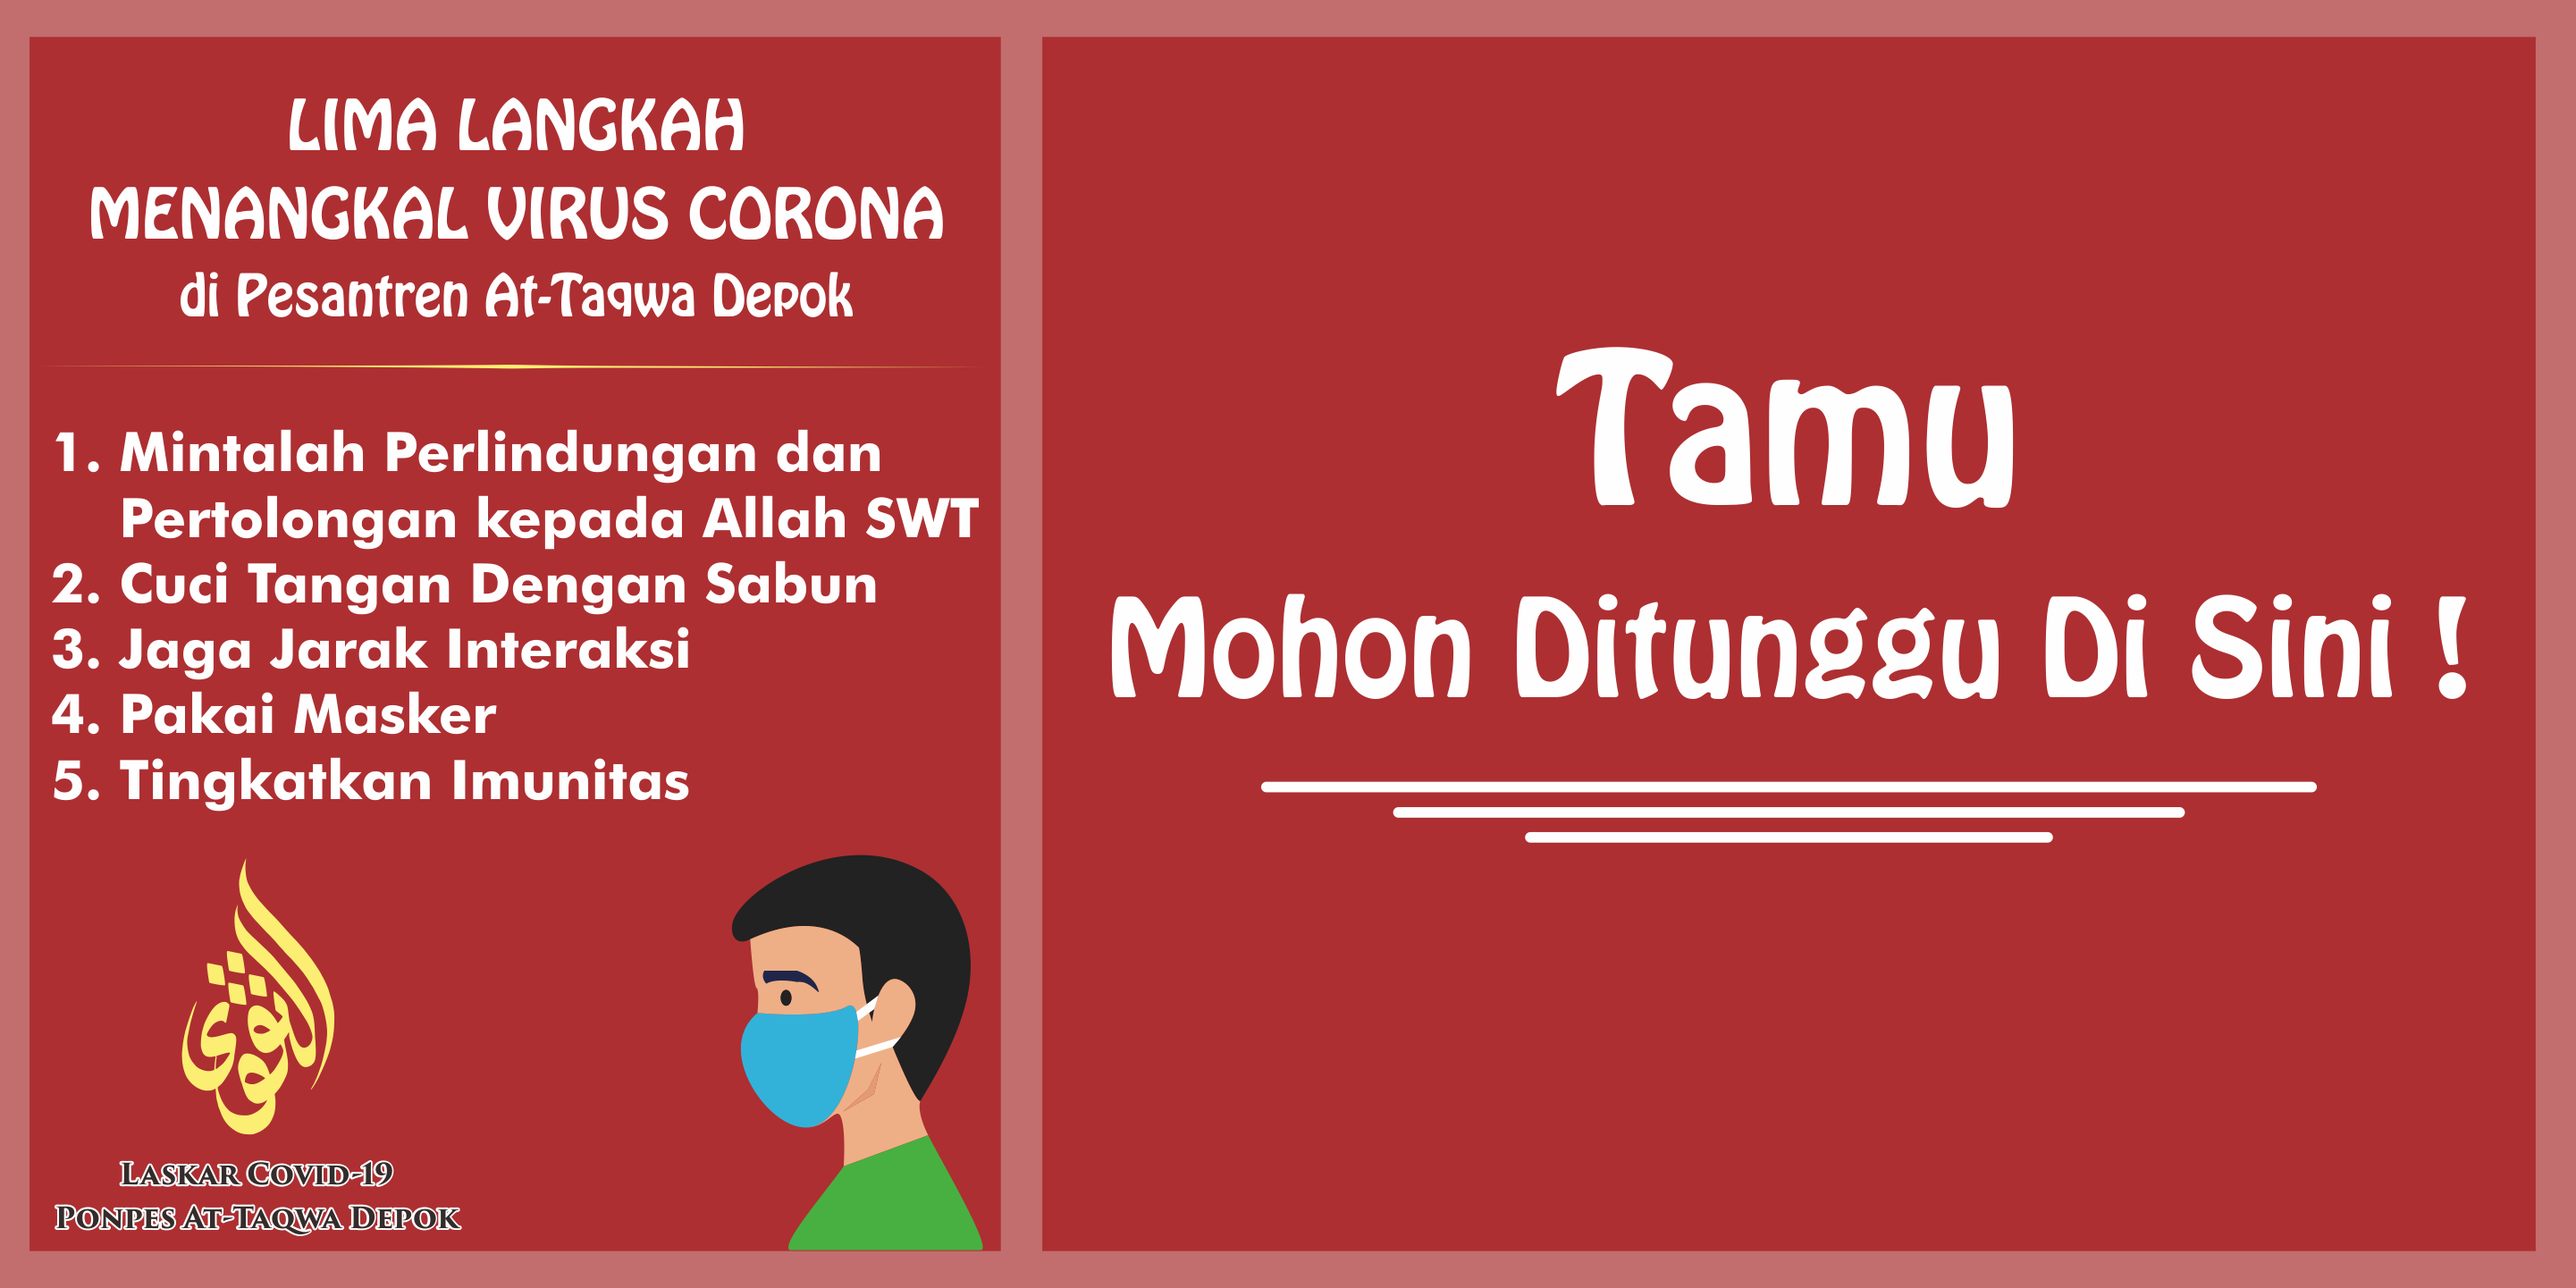 LIMA LANGKAH
MENANGKAL VIRUS CORONA
di Pesantren At-Taqwa Depok
1. Mintalah Perlindungan dan
Pertolongan kepada Allah SWT
2. Cuci Tangan Dengan Sabun
3. Jaga Jarak Interaksi
4. Pakai Masker
5. Tingkatkan Imunitas
التقوى
LASKAR COVID-19
PONPES AT-TAQWA DEPOK
Tamu
Mohon Ditunggu Di Sini !